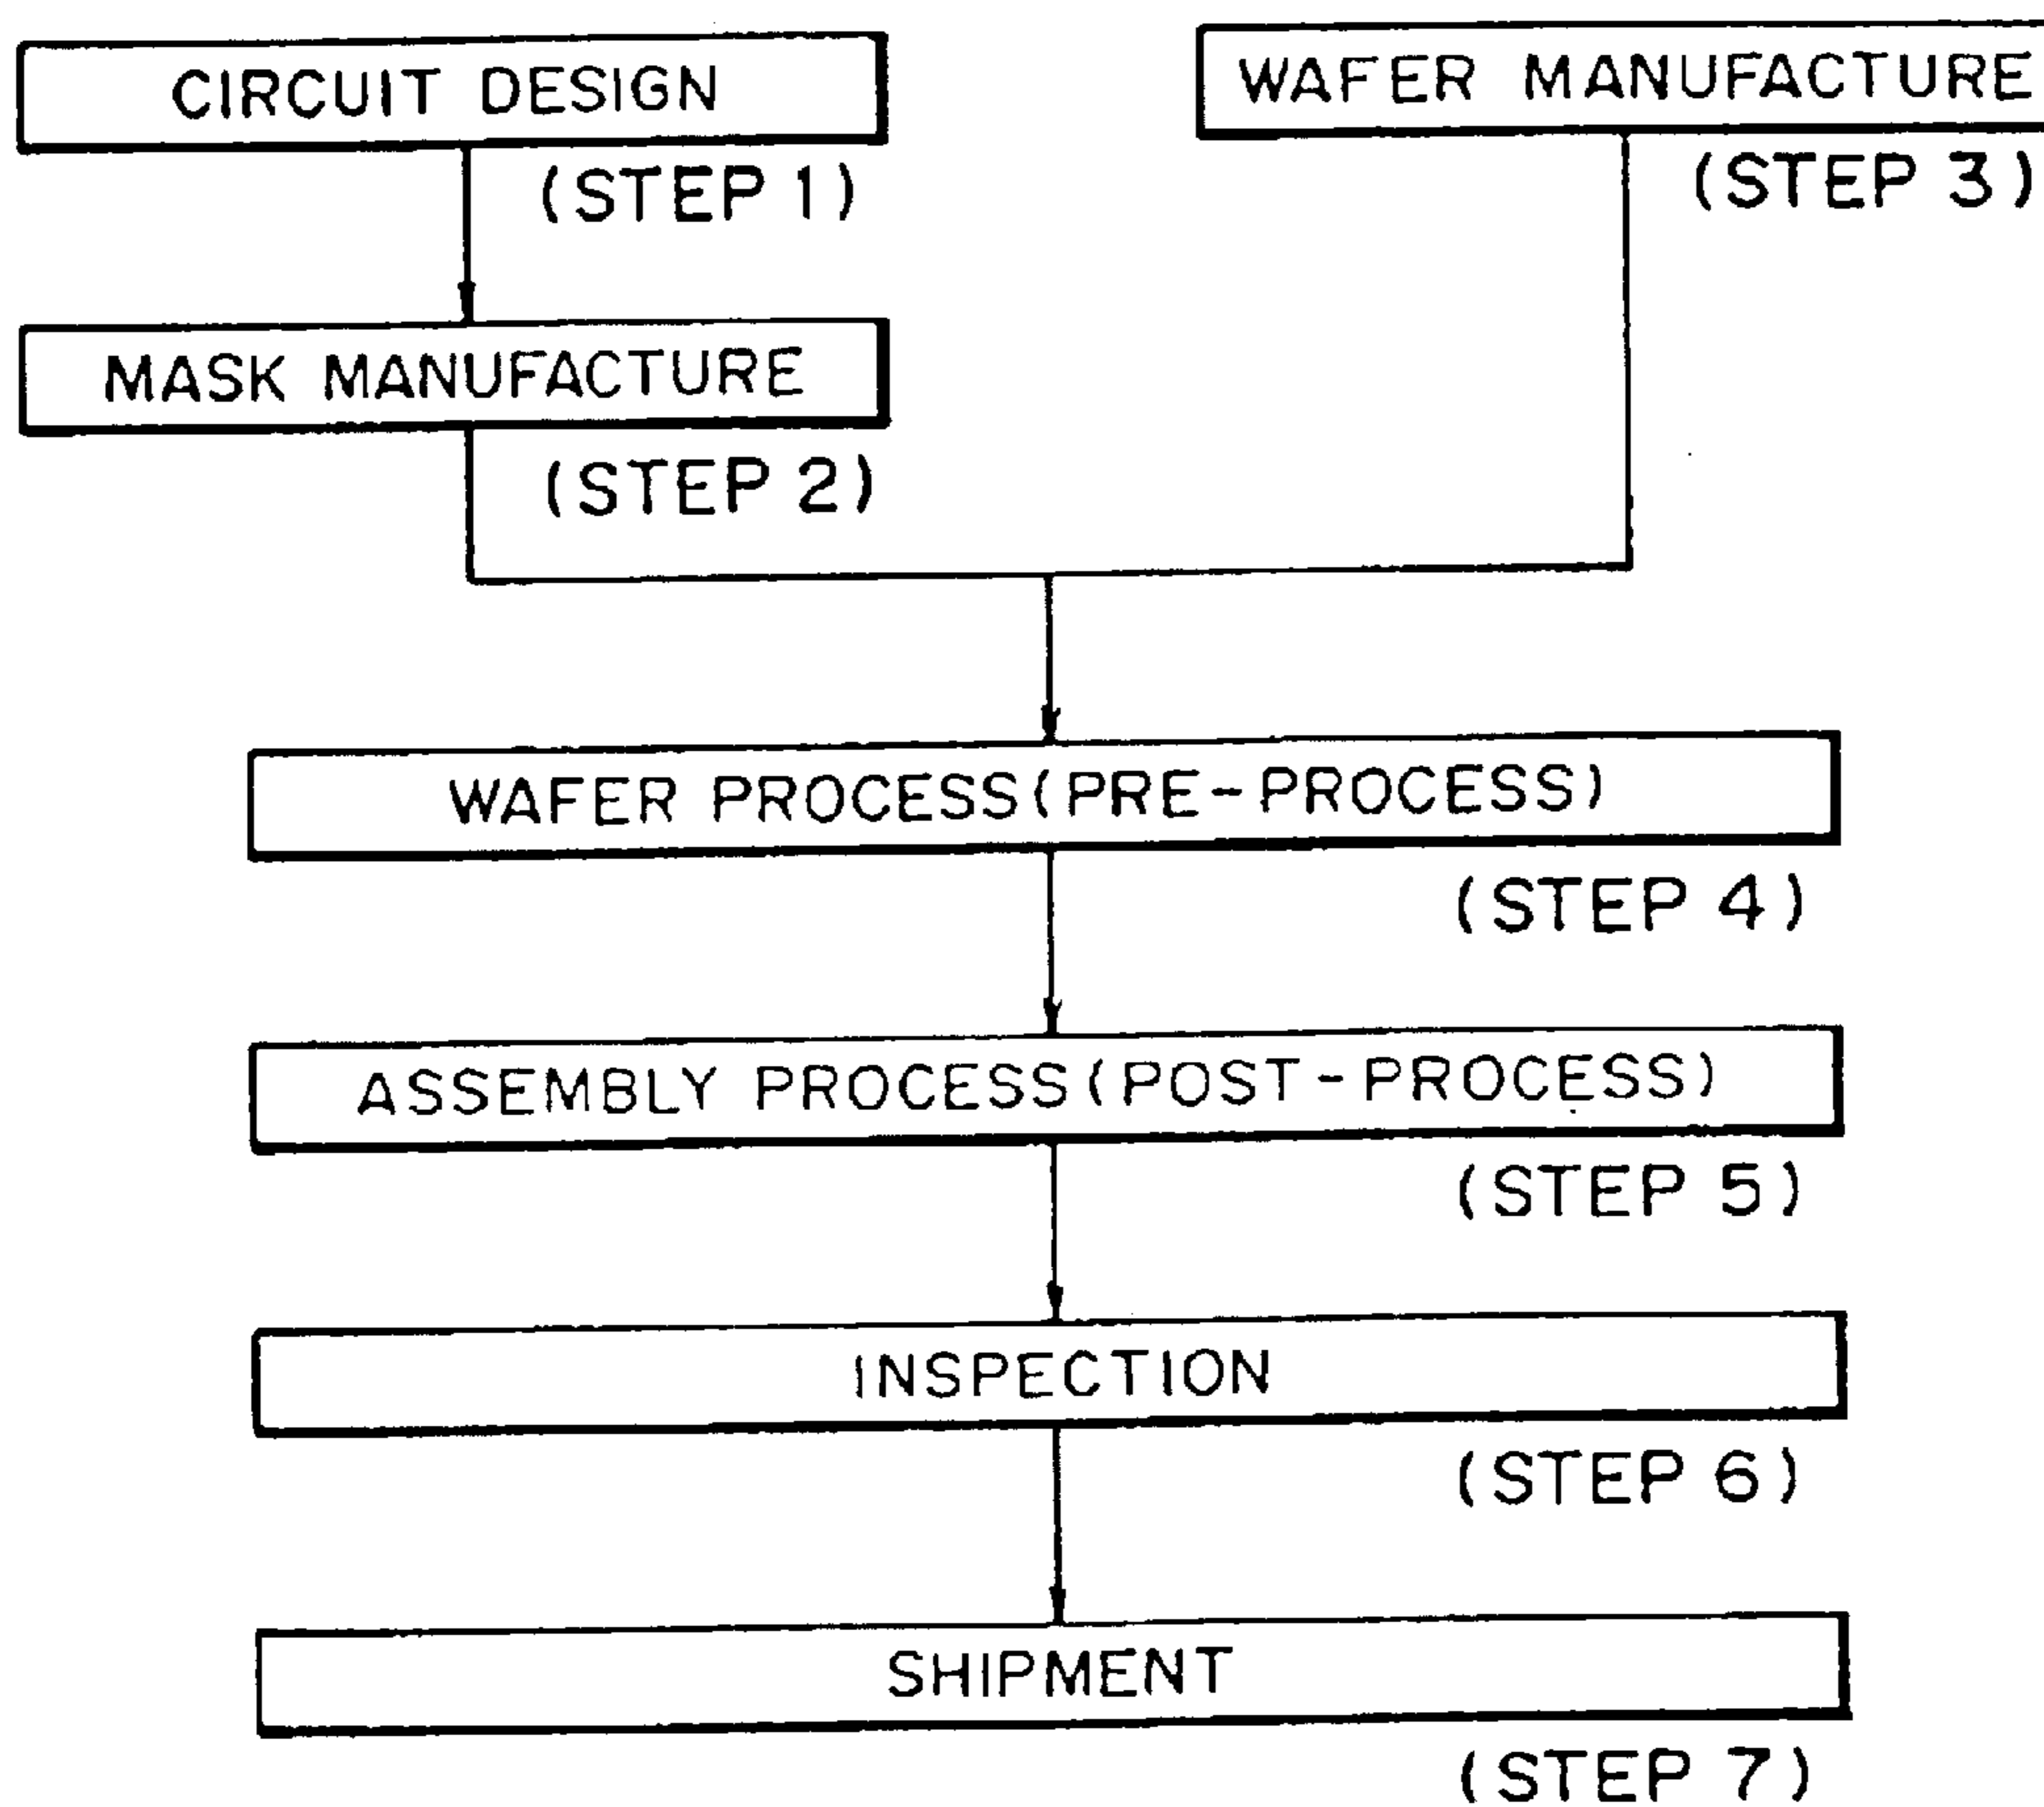 CIRCUIT DESIGN
(STEP 1)
MASK MANUFACTURE
(STEP 2)
WAFER MANUFACTURE
(STEP 3)
WAFER PROCESS(PRE-PROCESS)
(STEP 4)
ASSEMBLY PROCESS(POST-PROCESS)
(STEP 5)
INSPECTION
(STEP 6)
SHIPMENT
(STEP 7)